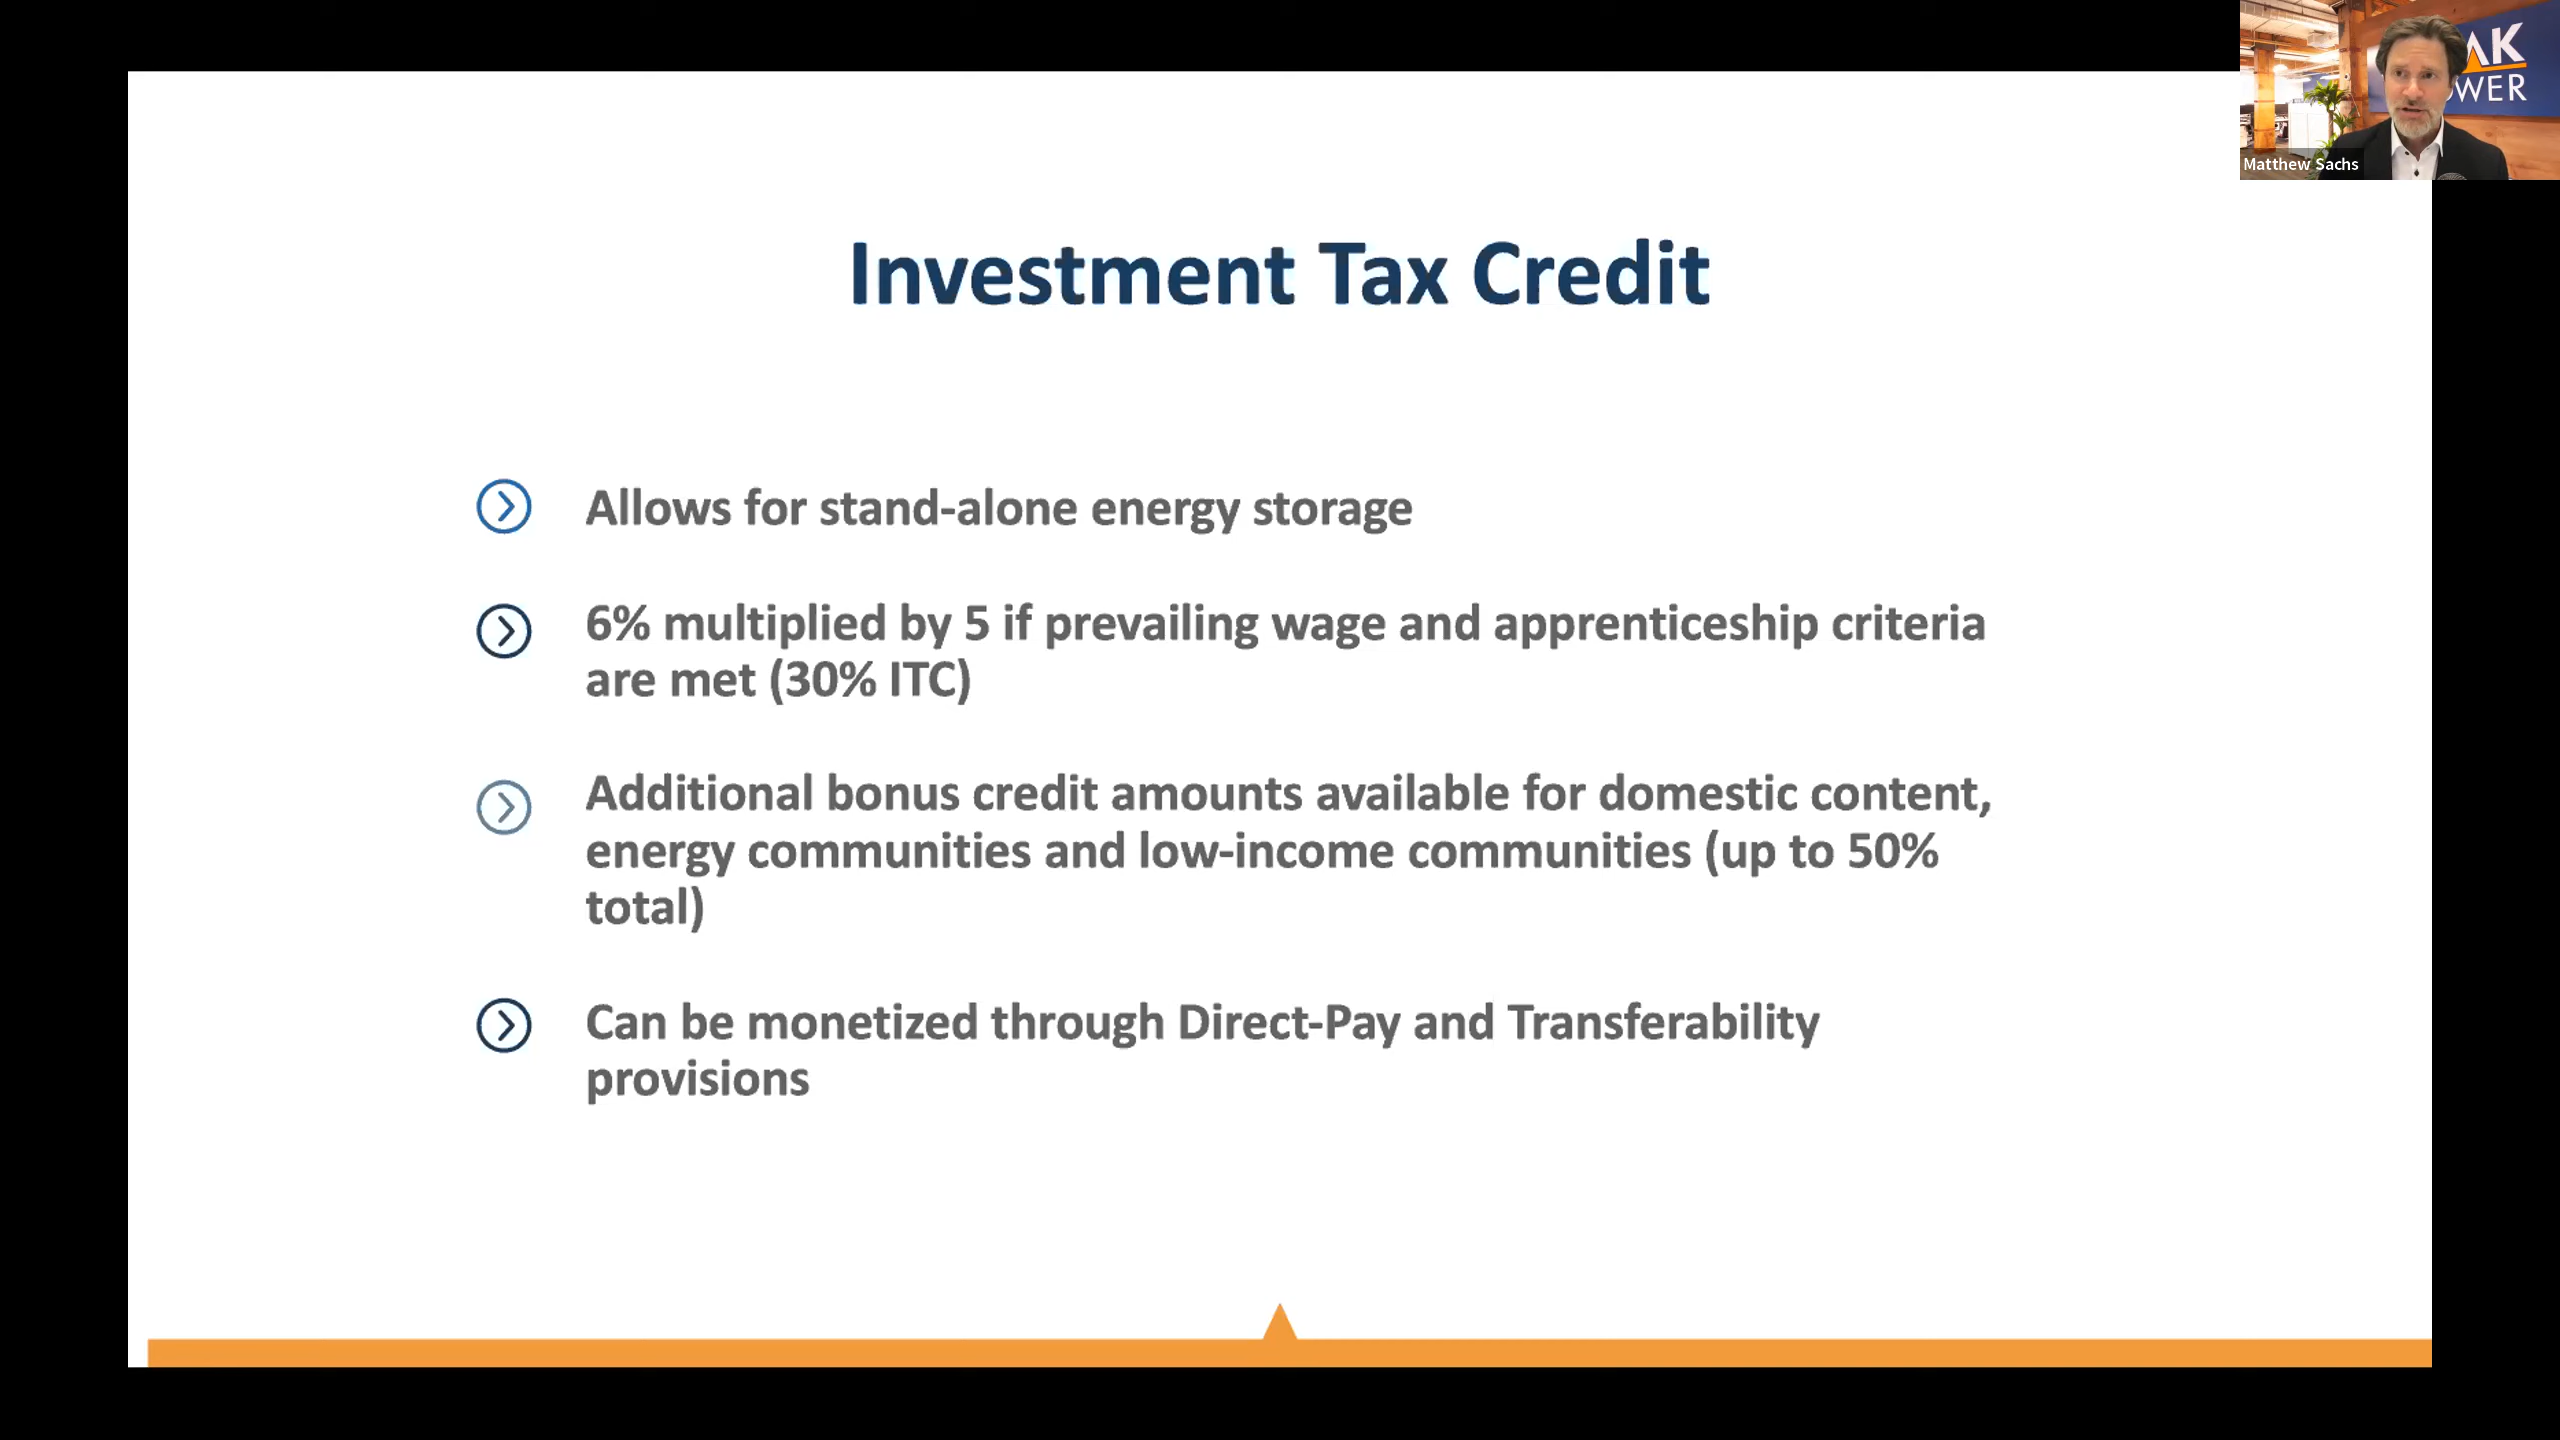 AK
WER
Matthew Sachs
Investment Tax Credit
Allows for stand-alone energy storage
6% multiplied by 5 if prevailing wage and apprenticeship criteria
are met (30% ITC)
Additional bonus credit amounts available for domestic content,
energy communities and low-income communities (up to 50%
total)
Can be monetized through Direct-Pay and Transferability
provisions